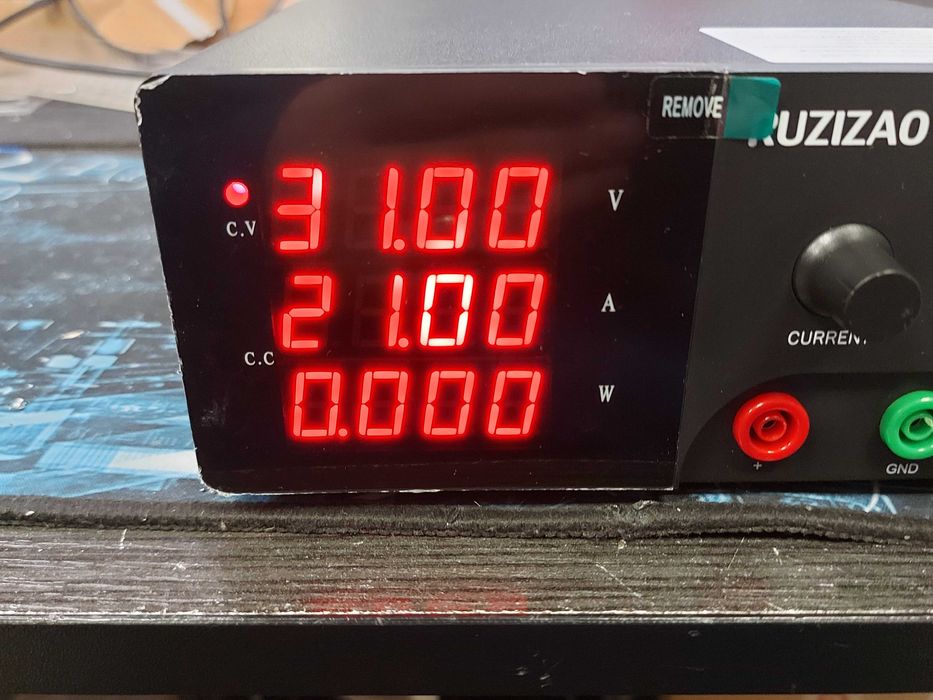 REMOVE
RUZIZAO
C.V
31.00
V
21.00
A
C.C
0.000
W
CURRENT
+
GND